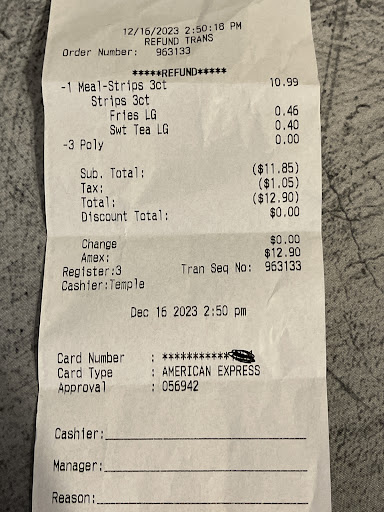 12/16/2023 2:50:16 PM
REFUND TRANS
Order Number: 963133
*****REFUND*****
-1 Meal-Strips 3ct 10.99
Strips 3ct
Fries LG 0.46
Swt Tea LG 0.40
-3 Poly 0.00
Sub. Total: ($11.85)
Tax: ($1.05)
Total: ($12.90)
Discount Total: $0.00
Change $0.00
Amex: $12.90
Register:3 Tran Seq No: 963133
Cashier:Temple
Dec 16 2023 2:50 pm
Card Number : ***********
Card Type : AMERICAN EXPRESS
Approval : 056942
Cashier:
Manager:
Reason: